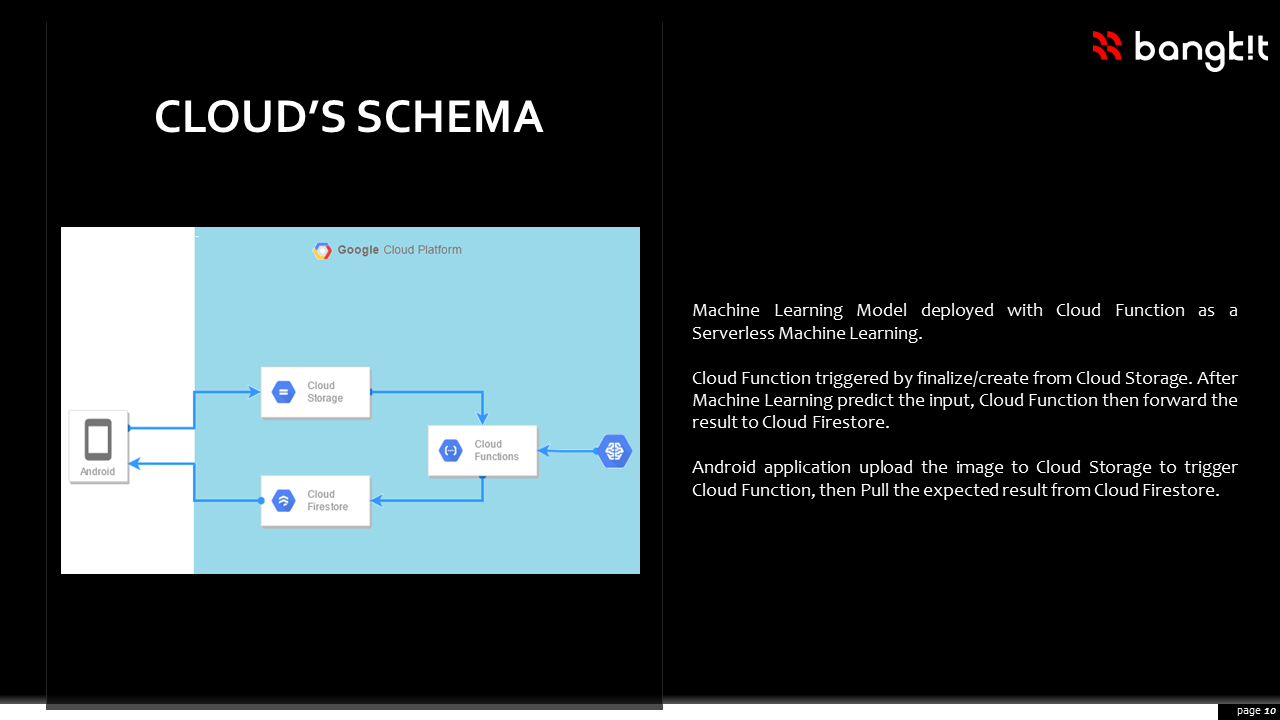 bangk!t
CLOUD’S SCHEMA
Google Cloud Platform
Cloud
Storage
Cloud
Functions
Android
Cloud
Firestore
Machine Learning Model deployed with Cloud Function as a
Serverless Machine Learning.
Cloud Function triggered by finalize/create from Cloud Storage. After
Machine Learning predict the input, Cloud Function then forward the
result to Cloud Firestore.
Android application upload the image to Cloud Storage to trigger
Cloud Function, then Pull the expected result from Cloud Firestore.
page 10